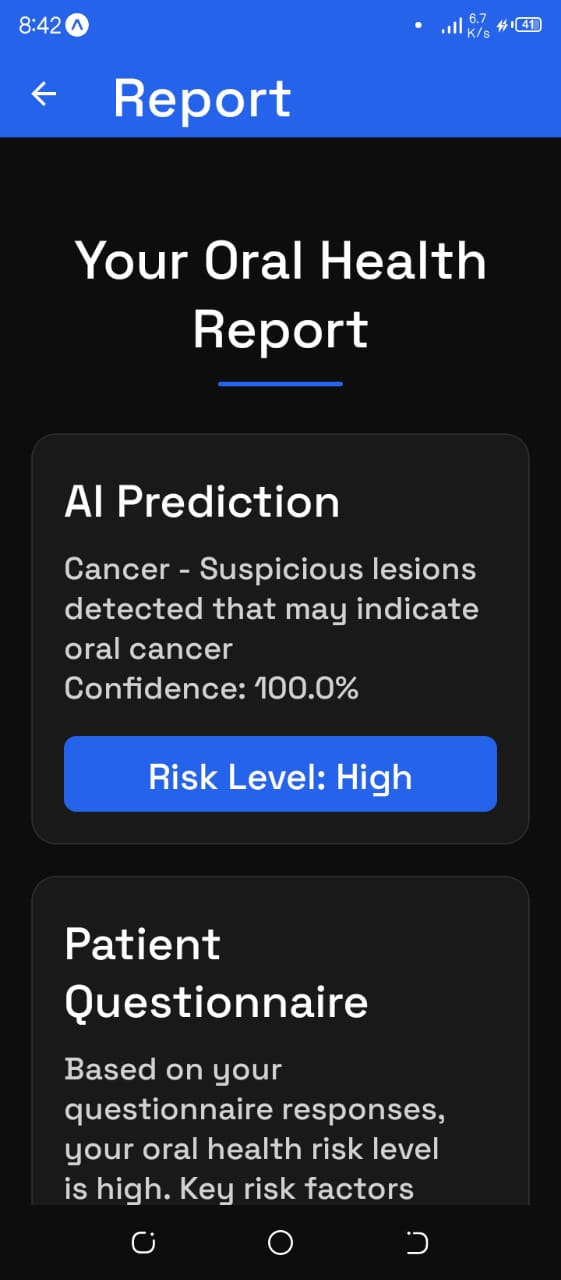 8:42
6.7
K/s
41
Report
Your Oral Health
Report
AI Prediction
Cancer - Suspicious lesions
detected that may indicate
oral cancer
Confidence: 100.0%
Risk Level: High
Patient
Questionnaire
Based on your
questionnaire responses,
your oral health risk level
is high. Key risk factors